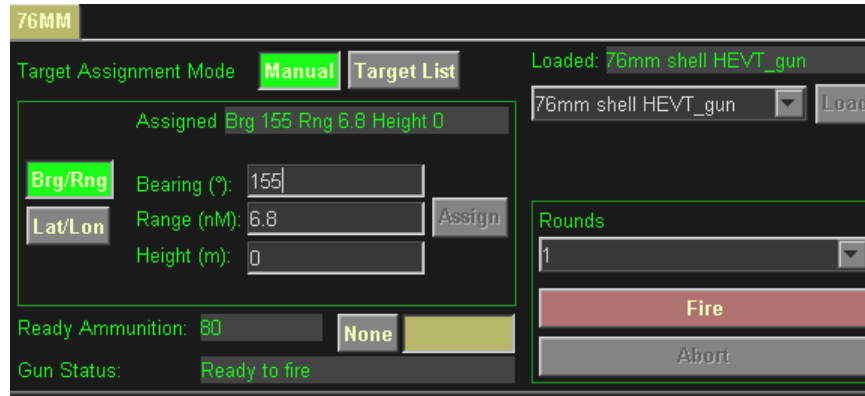 76MM
Target Assignment Mode Manual Target List
Assigned Brg 155 Rng 6.8 Height 0
Brg/Rng
Lat/Lon
Bearing (°): 155
Range (nM): 6.8 Assign
Height (m): 0
Ready Ammunition: 80 None
Gun Status: Ready to fire
Loaded: 76mm shell HEVT_gun
76mm shell HEVT_gun Load
Rounds
1
Fire
Abort